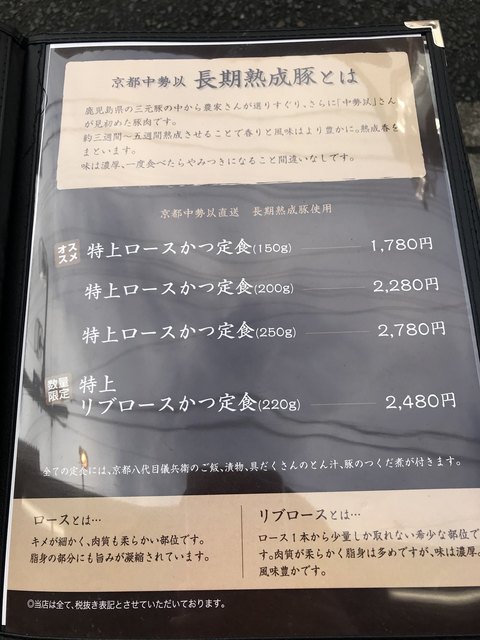 京都中勢以 長期熟成豚とは
鹿児島県の三元豚の中から農家さんが選りすぐり、さらに「中勢以」さん
が見初めた豚肉です。
約三週間〜五週間熟成させることで香りと風味はより豊かに。熟成香を
まといます。
味は濃厚、一度食べたらやみつきになること間違いなしです。
京都中勢以直送 長期熟成豚使用
オススメ 特上ロースかつ定食(150g) 1,780円
特上ロースかつ定食(200g) 2,280円
特上ロースかつ定食(250g) 2,780円
数量限定 特上
リブロースかつ定食(220g) 2,480円
全ての定食には、京都八代目儀兵衛のご飯、漬物、具だくさんのとん汁、豚のつくだ煮が付きます。
ロースとは…
キメが細かく、肉質も柔らかい部位です。
脂身の部分にも旨みが凝縮されています。
リブロースとは…
ロース1本から少量しか取れない希少な部位で
す。肉質が柔らかく脂身は多めですが、味は濃厚。
風味豊かです。
◎当店は全て、税抜き表記とさせていただいております。